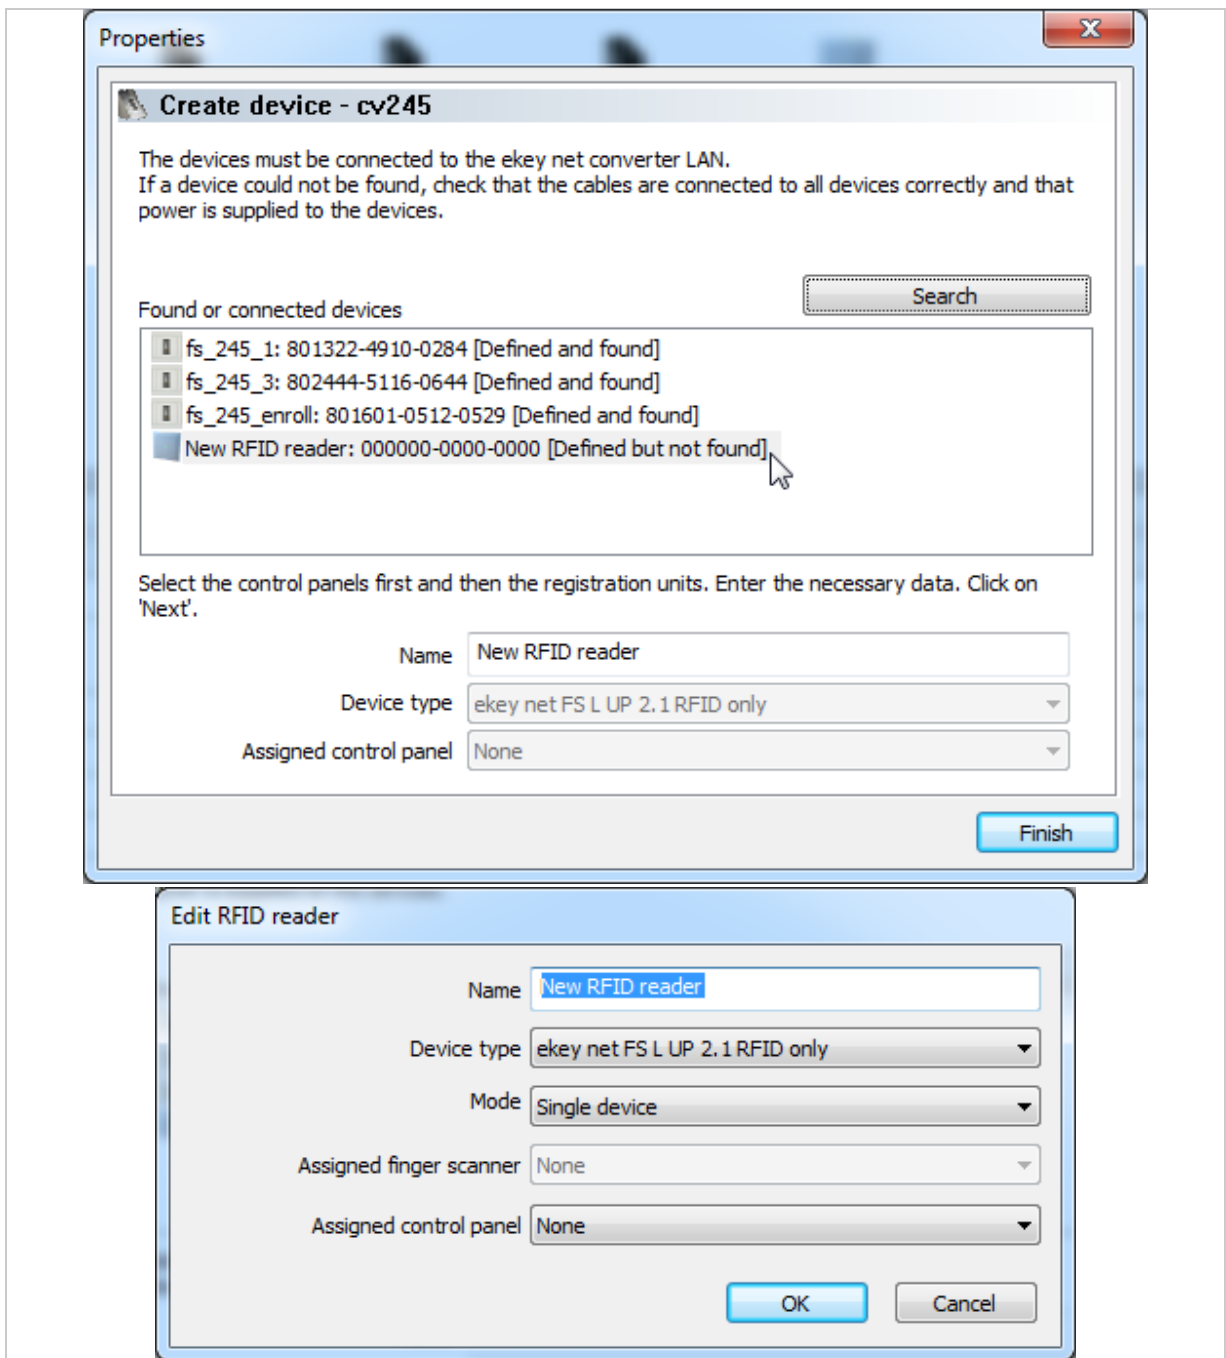 Properties
X
Create device - cv245
The devices must be connected to the ekey net converter LAN.
If a device could not be found, check that the cables are connected to all devices correctly and that
power is supplied to the devices.
Search
Found or connected devices
fs_245_1: 801322-4910-0284 [Defined and found]
fs_245_3: 802444-5116-0644 [Defined and found]
fs_245_enroll: 801601-0512-0529 [Defined and found]
New RFID reader: 000000-0000-0000 [Defined but not found]
Select the control panels first and then the registration units. Enter the necessary data. Click on
'Next'.
Name New RFID reader
Device type ekey net FS L UP 2.1 RFID only
Assigned control panel None
Finish
Edit RFID reader
Name New RFID reader
Device type ekey net FS L UP 2.1 RFID only
Mode Single device
Assigned finger scanner None
Assigned control panel None
OK Cancel